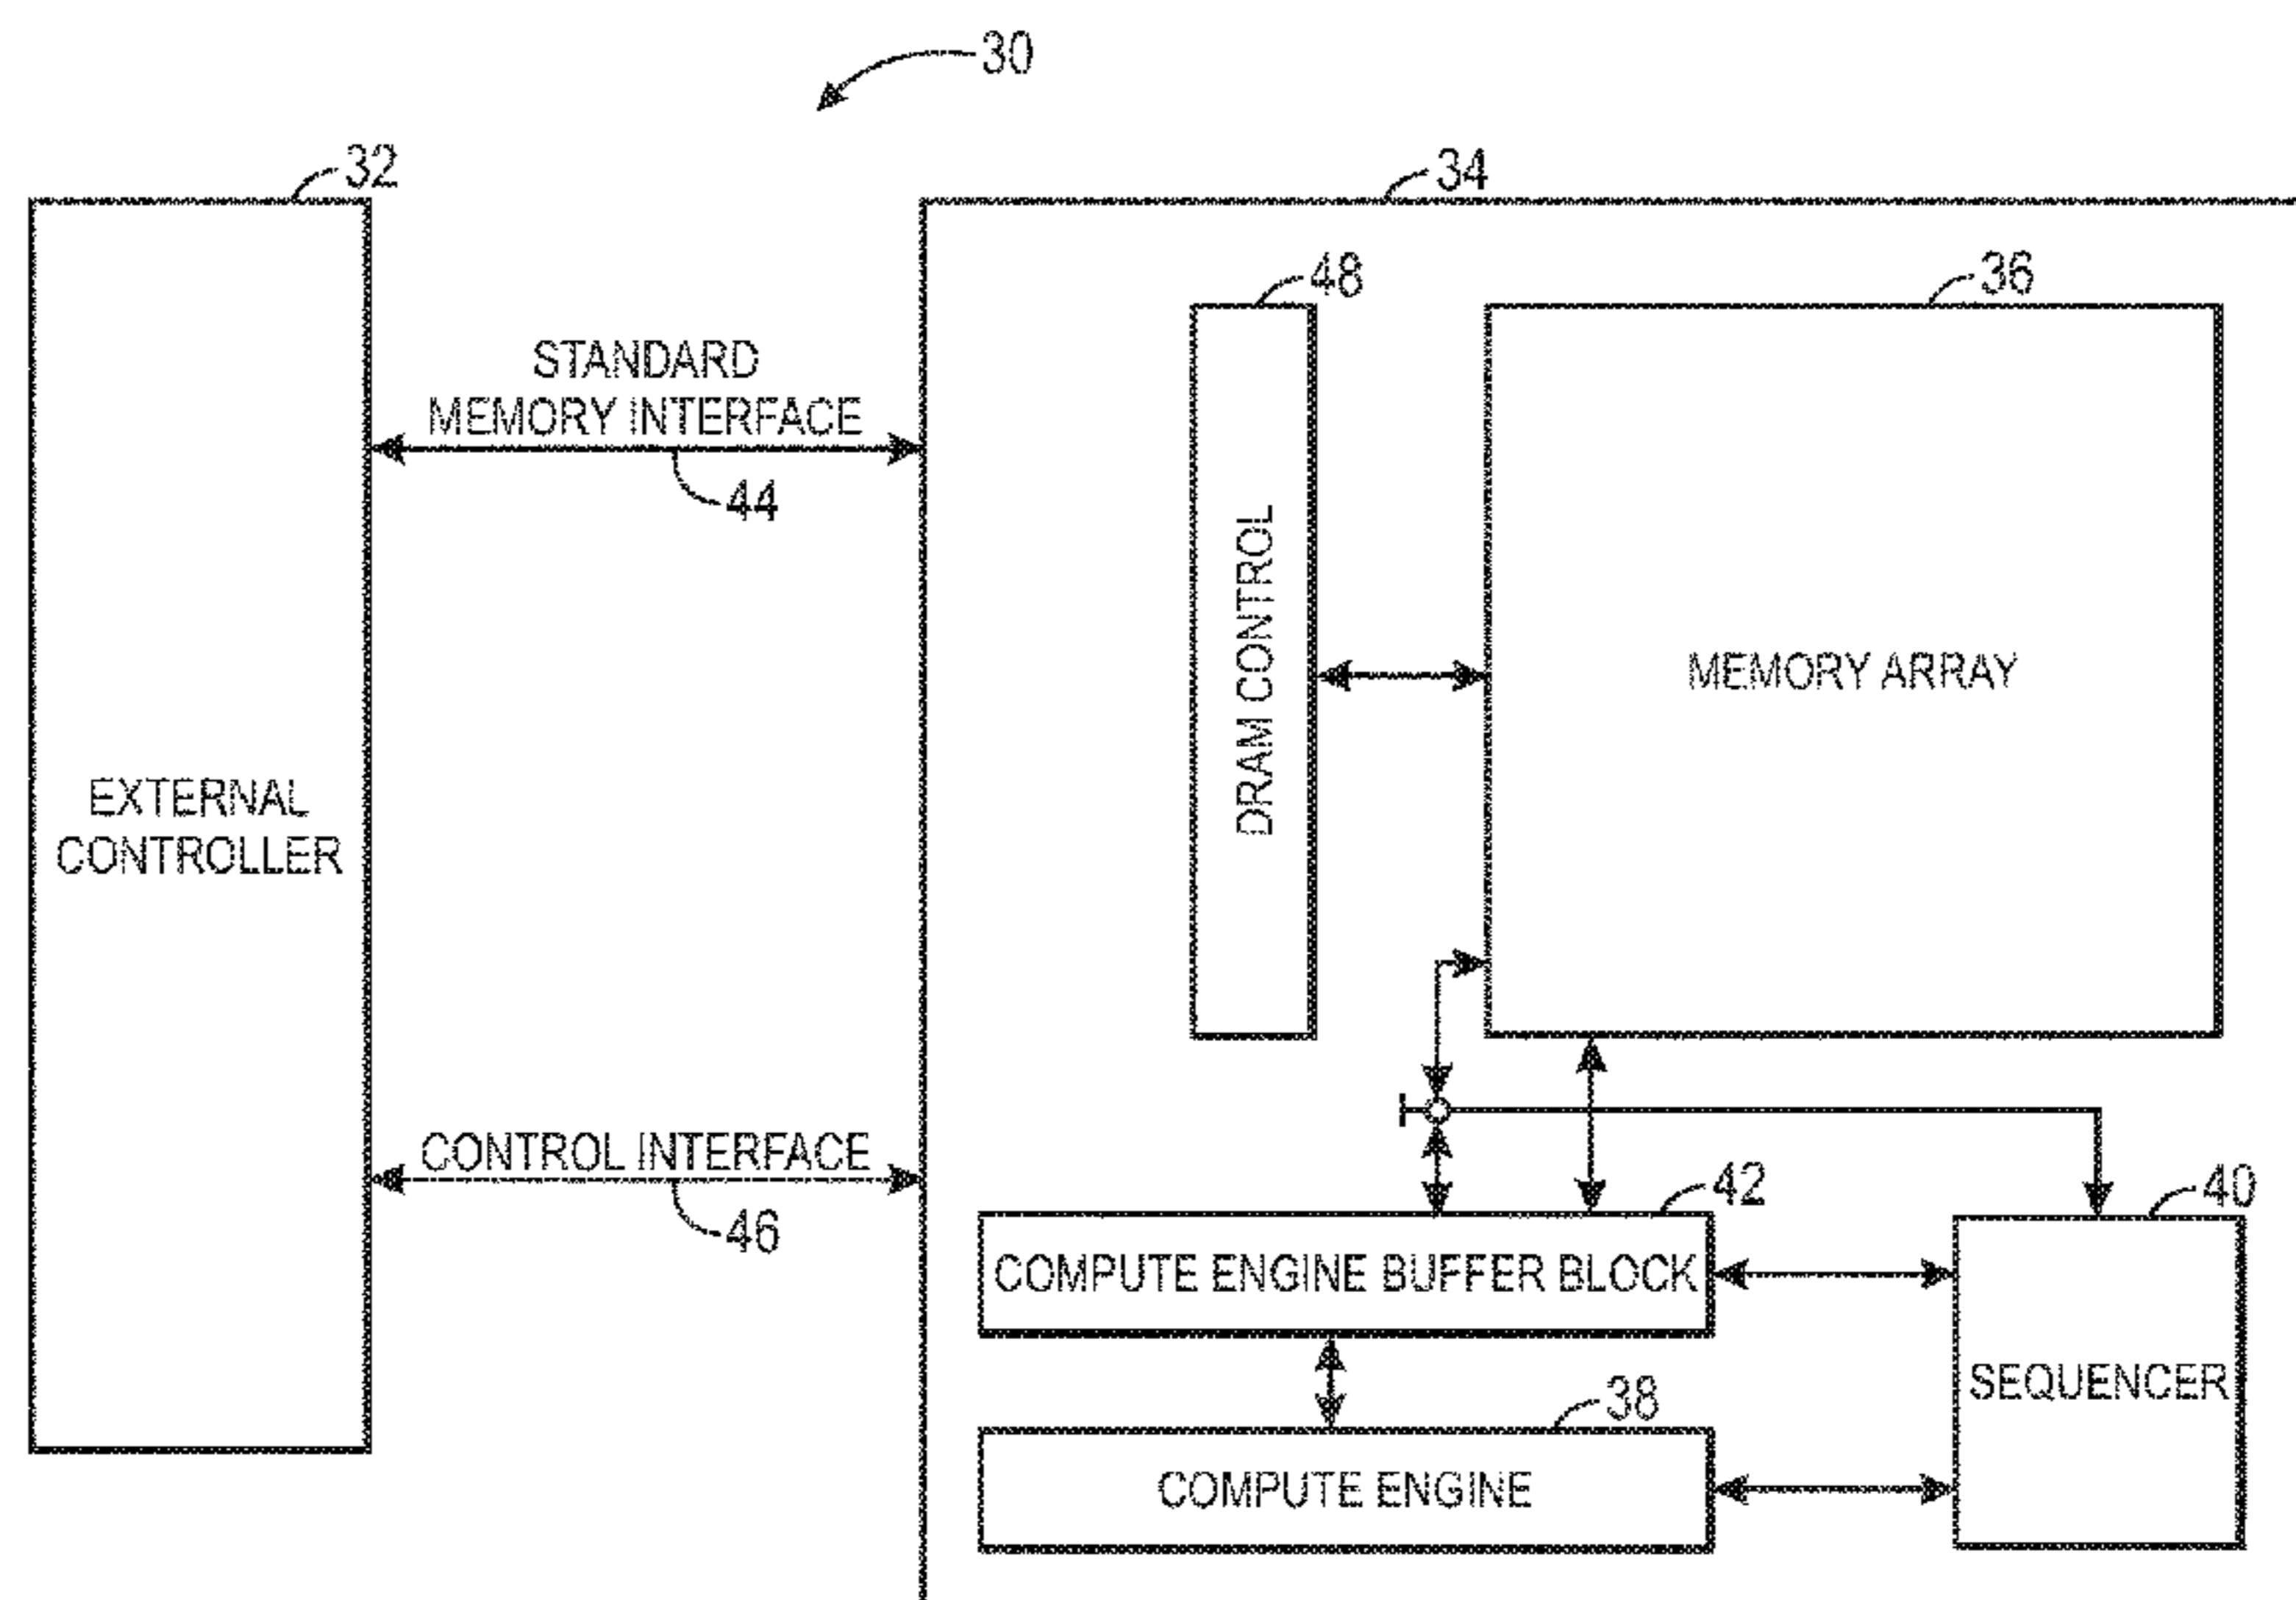 30
32
34
48
36
STANDARD
MEMORY INTERFACE
44
DRAM CONTROL
MEMORY ARRAY
EXTERNAL
CONTROLLER
CONTROL INTERFACE
46
42
40
COMPUTE ENGINE BUFFER BLOCK
SEQUENCER
38
COMPUTE ENGINE